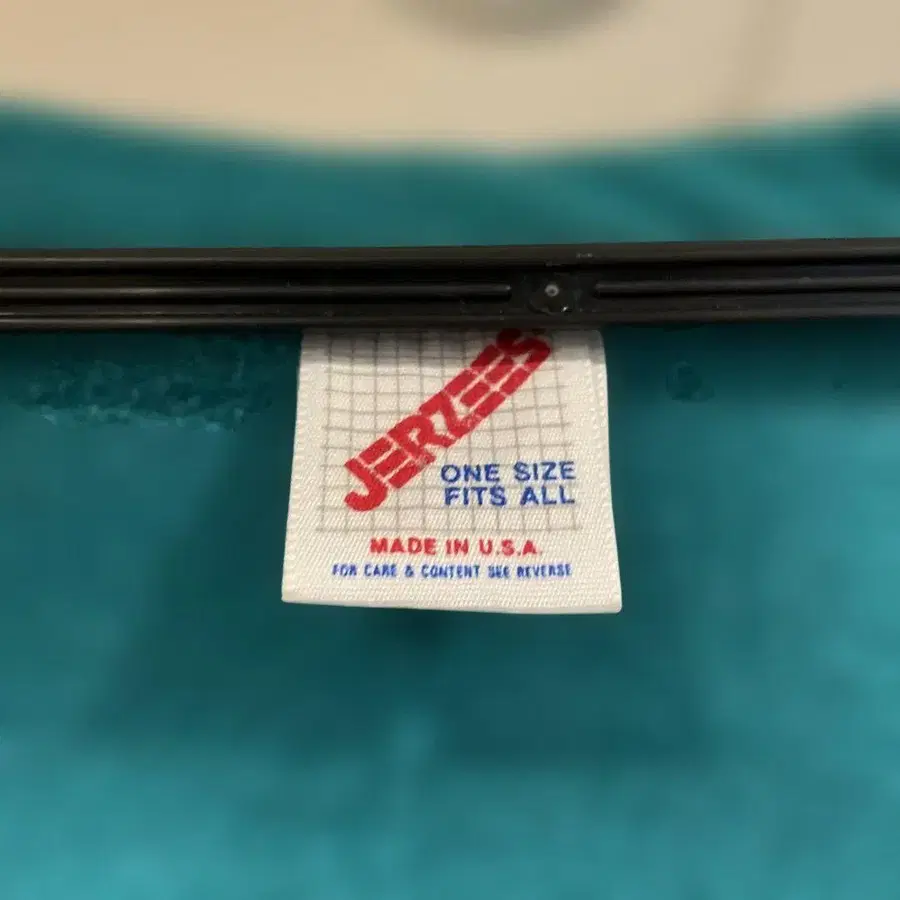 JERZEES
ONE SIZE
FITS ALL
MADE IN U.S.A.
FOR CARE & CONTENT SEE REVERSE